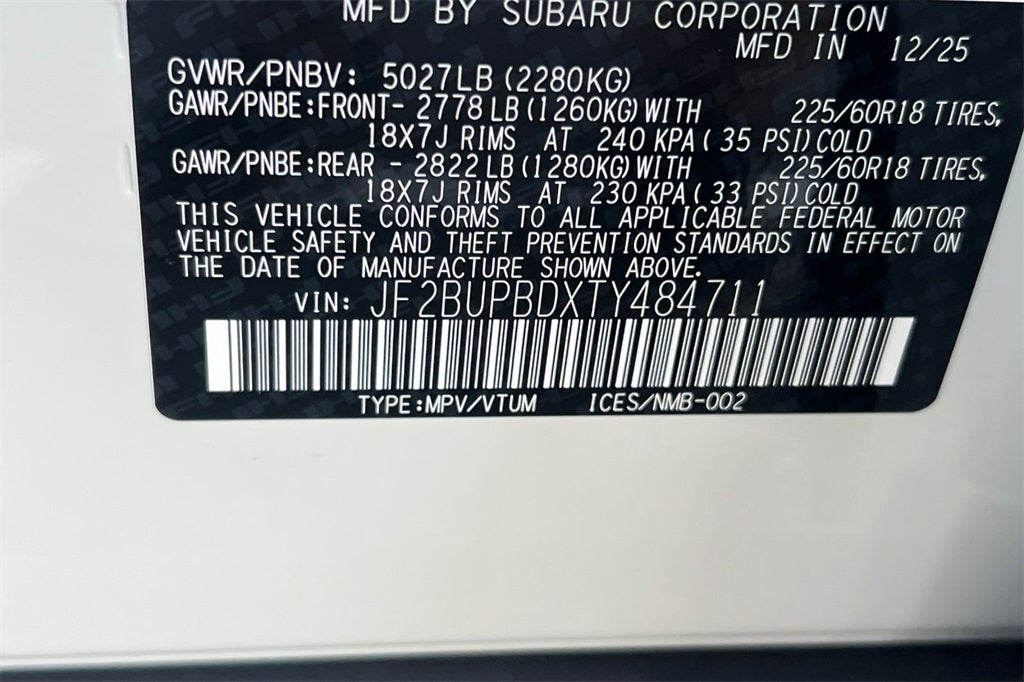 MFD BY SUBARU CORPORATION
MFD IN 12/25
GVWR/PNBV: 5027LB (2280KG)
GAWR/PNBE:FRONT- 2778 LB (1260KG) WITH 225/60R18 TIRES,
18X7J RIMS AT 240 KPA( 35 PSI) COLD
GAWR/PNBE:REAR - 2822 LB (1280KG) WITH 225/60R18 TIRES,
18X7J RIMS AT 230 KPA( 33 PSI) COLD
THIS VEHICLE CONFORMS TO ALL APPLICABLE FEDERAL MOTOR
VEHICLE SAFETY AND THEFT PREVENTION STANDARDS IN EFFECT ON
THE DATE OF MANUFACTURE SHOWN ABOVE.
VIN: JF2BUPBDXTY484711
TYPE:MPV/VTUM ICES/NMB-002